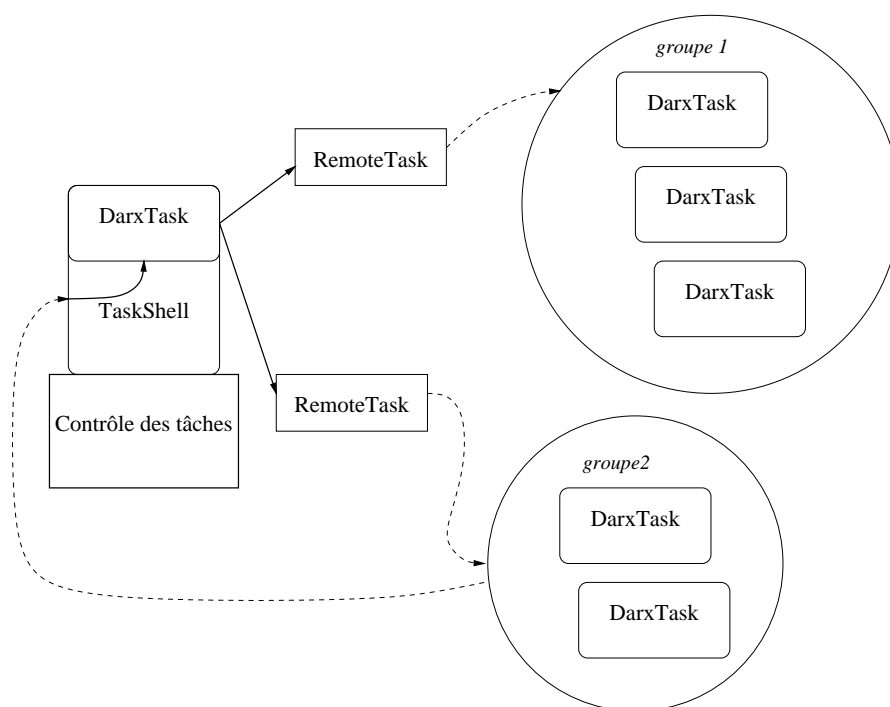 groupe 1
DarxTask
RemoteTask
DarxTask
DarxTask
DarxTask
TaskShell
RemoteTask
Contrôle des tâches
groupe2
DarxTask
DarxTask